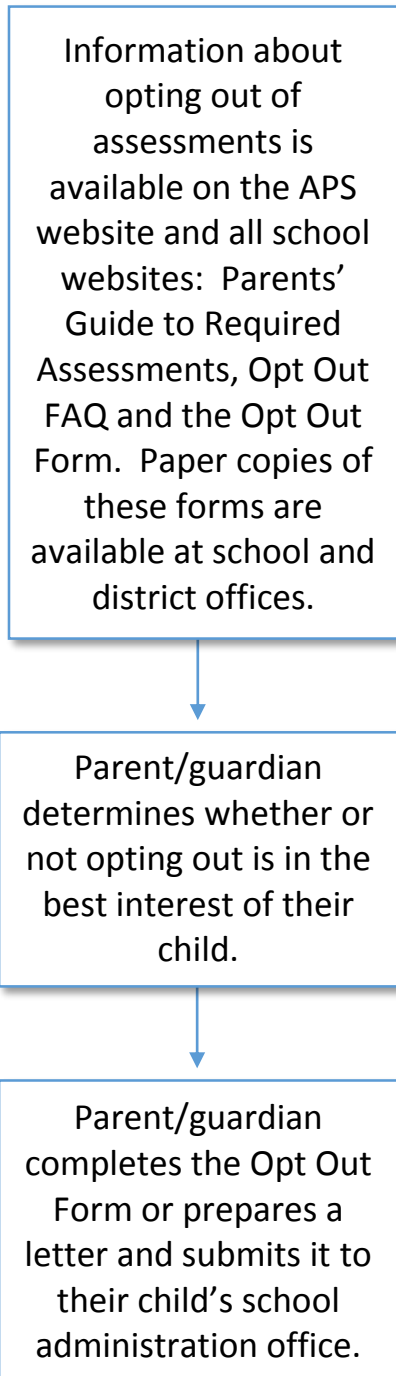 Information about
opting out of
assessments is
available on the APS
website and all school
websites:  Parents’
Guide to Required
Assessments, Opt Out
FAQ and the Opt Out
Form.  Paper copies of
these forms are
available at school and
district offices.
Parent/guardian
determines whether or
not opting out is in the
best interest of their
child.
Parent/guardian
completes the Opt Out
Form or prepares a
letter and submits it to
their child’s school
administration office.